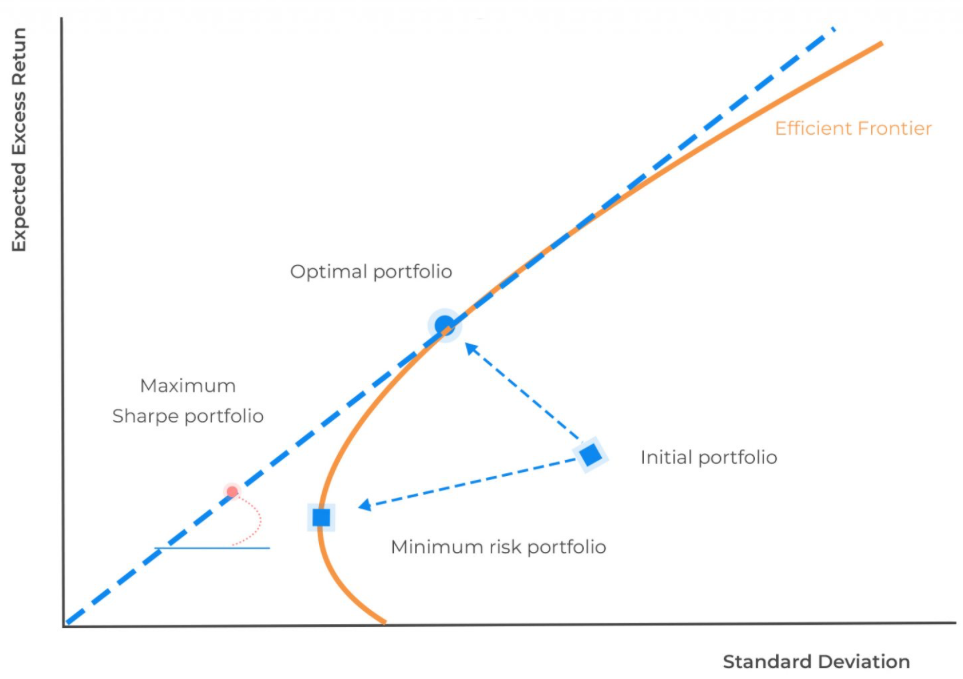 Expected Excess Retun
Efficient Frontier
Optimal portfolio
Maximum
Sharpe portfolio
Initial portfolio
Minimum risk portfolio
Standard Deviation